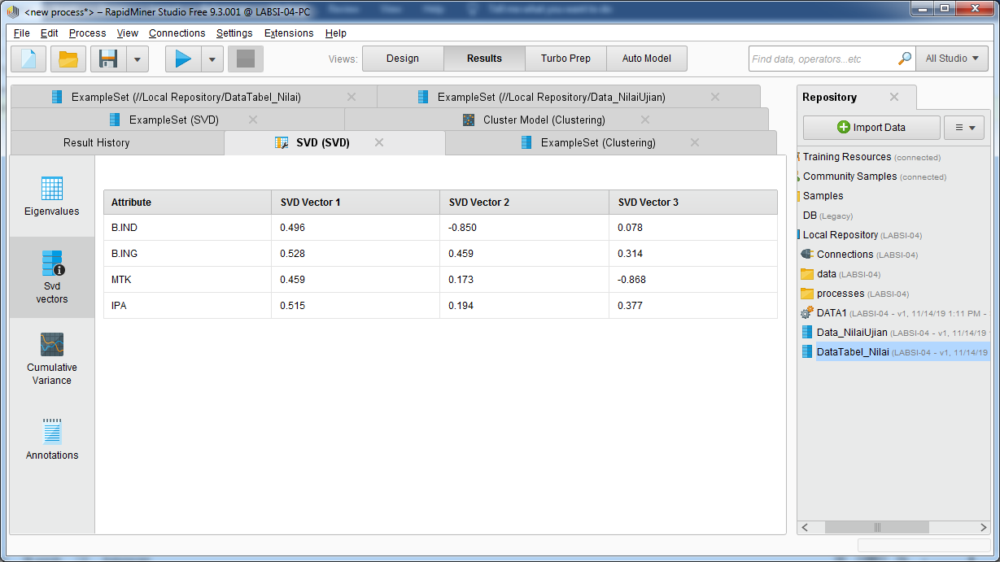 <new process*> – RapidMiner Studio Free 9.3.001 @ LABSI-04-PC
File Edit Process View Connections Settings Extensions Help
Views: Design Results Turbo Prep Auto Model Find data, operators...etc All Studio
ExampleSet (//Local Repository/DataTabel_Nilai) ExampleSet (//Local Repository/Data_NilaiUjian)
ExampleSet (SVD) Cluster Model (Clustering)
Result History SVD (SVD) ExampleSet (Clustering)
Eigenvalues
Svd
vectors
Cumulative
Variance
Annotations
Attribute SVD Vector 1 SVD Vector 2 SVD Vector 3
B.IND 0.496 -0.850 0.078
B.ING 0.528 0.459 0.314
MTK 0.459 0.173 -0.868
IPA 0.515 0.194 0.377
Repository
Import Data
Training Resources (connected)
Community Samples (connected)
Samples
DB (Legacy)
Local Repository (LABSI-04)
Connections (LABSI-04)
data (LABSI-04)
processes (LABSI-04)
DATA1 (LABSI-04 - v1, 11/14/19 1:11 PM -
Data_NilaiUjian (LABSI-04 - v1, 11/14/19
DataTabel_Nilai (LABSI-04 - v1, 11/14/19